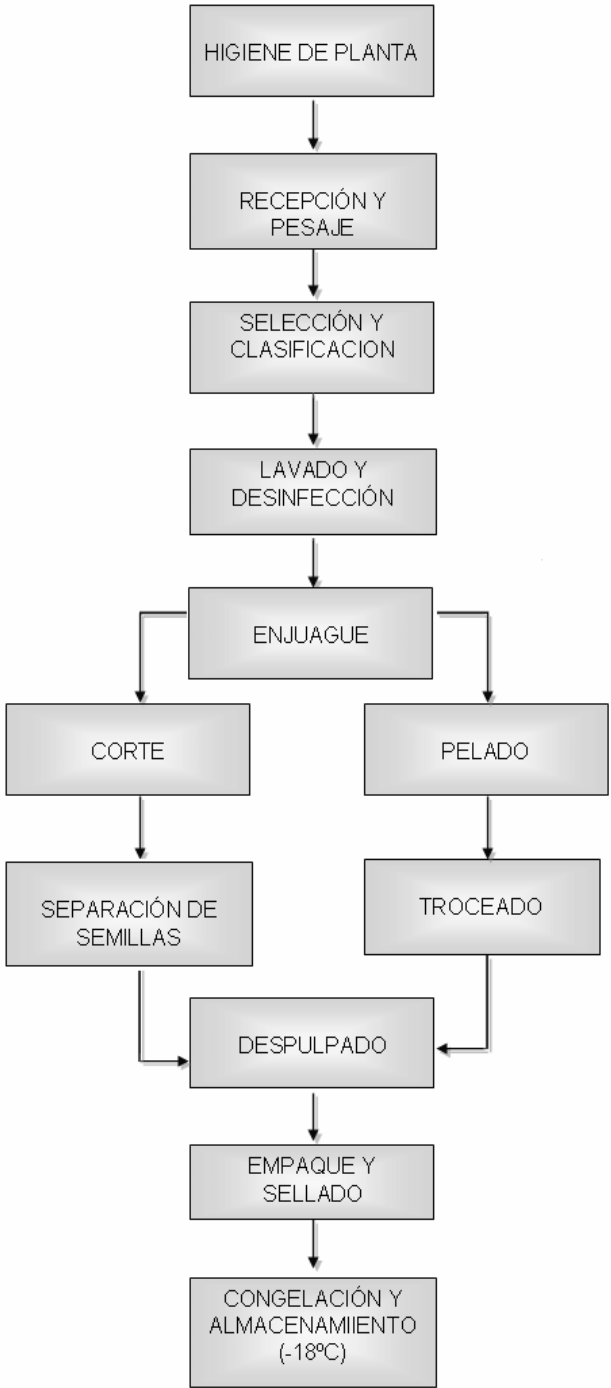 HIGIENE DE PLANTA
RECEPCIÓN Y
PESAJE
SELECCIÓN Y
CLASIFICACION
LAVADO Y
DESINFECCIÓN
ENJUAGUE
CORTE
PELADO
SEPARACIÓN DE
SEMILLAS
TROCEADO
DESPULPADO
EMPAQUE Y
SELLADO
CONGELACIÓN Y
ALMACENAMIIENTO
(-18ºC)